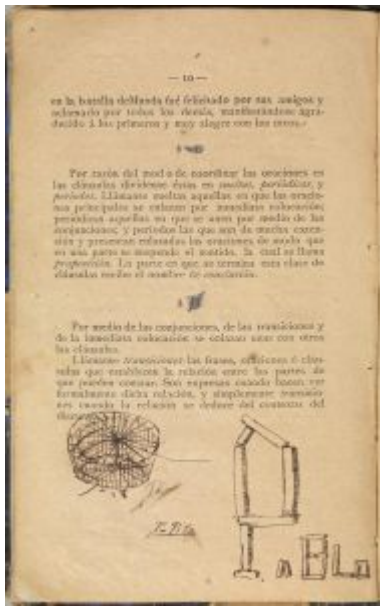 — 10 —
en la batalla de Munda fué felicitado por sus amigos y
aclamado por todos los demás, manifestándose agra-
decido á los primeros y muy alegre con los otros.
Por razón del modo de coordinar las oraciones en
las cláusulas divídense éstas en sueltas, periódicas, y
períodos. Llámanse sueltas aquellas en que las oracio-
nes principales se enlazan por inmediata colocación;
periódicas aquellas en que se unen por medio de las
conjunciones; y períodos las que son de mucha exten-
sión y presentan enlazadas las oraciones de modo que
en una parte se suspende el sentido, la cual se llama
proposición. La parte en que se termina esta clase de
cláusulas recibe el nombre de conclusión.
Por medio de las conjunciones, de las transiciones y
de la inmediata colocación se enlazan unas con otras
las cláusulas.
Llámanse transiciones las frases, oraciones ó cláu-
sulas que establecen la relación entre las partes de
que pueden constar. Son expresas cuando hacen ver
formalmente dicha relación, y simplemente transicio-
nes cuando la relación se deduce del contexto del